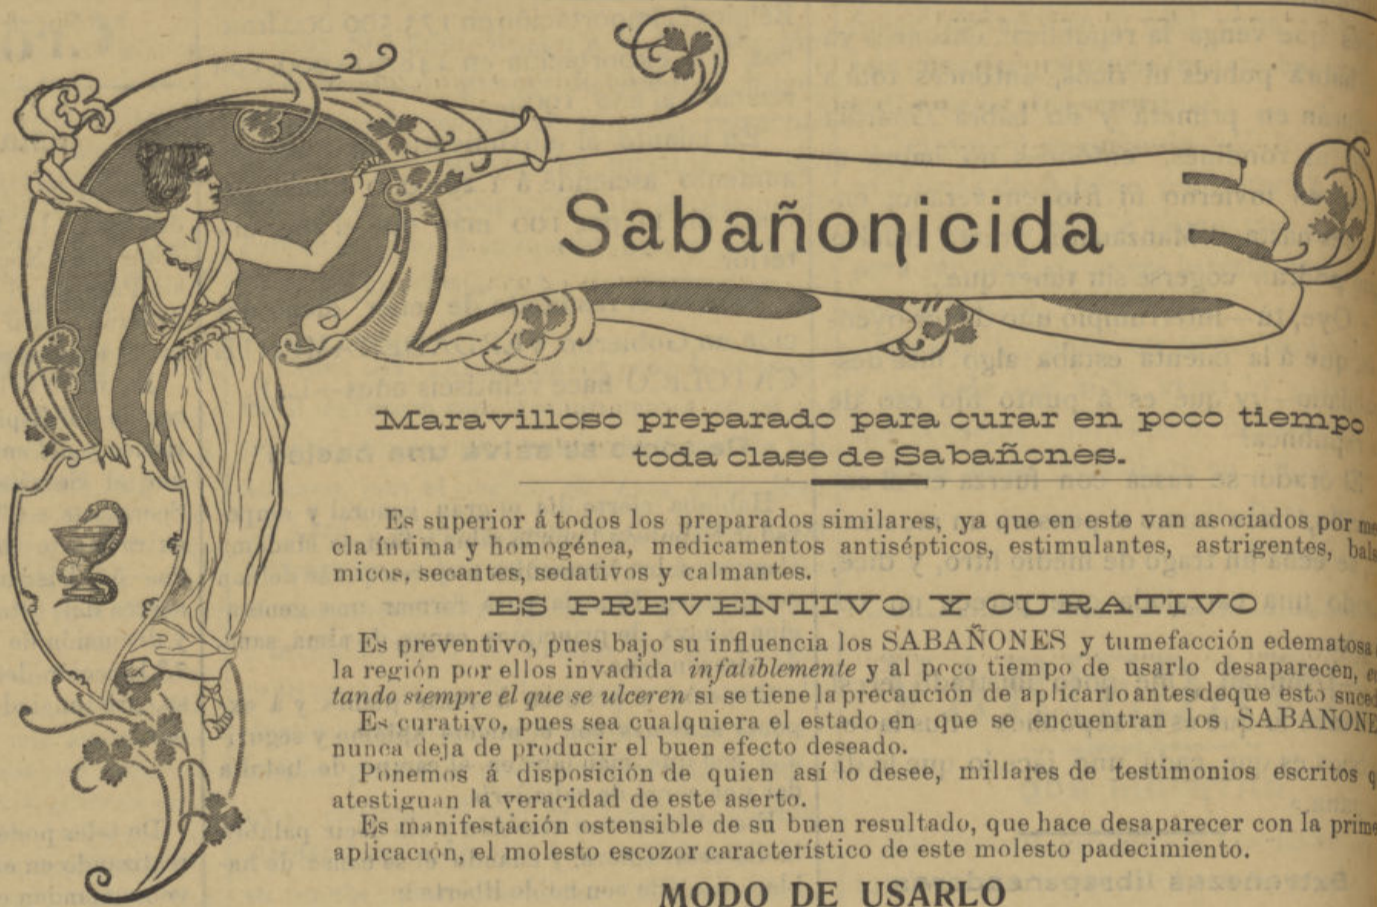 Sabañonicida
Maravilloso preparado para curar en poco tiempo
toda clase de Sabañones.
Es superior á todos los preparados similares, ya que en este van asociados por me
cla íntima y homogénea, medicamentos antisépticos, estimulantes, astrigentes, bals
micos, secantes, sedativos y calmantes.
ES PREVENTIVO Y CURATIVO
Es preventivo, pues bajo su influencia los SABAÑONES y tumefacción edematosa
la región por ellos invadida infaliblemente y al poco tiempo de usarlo desaparecen,
tando siempre el que se ulceren si se tiene la precaución de aplicarlo antes de que esto suced
Es curativo, pues sea cualquiera el estado en que se encuentran los SABAÑONE
nunca deja de producir el buen efecto deseado.
Ponemos á disposición de quien así lo desee, millares de testimonios escritos q
atestiguan la veracidad de este aserto.
Es manifestación ostensible de su buen resultado, que hace desaparecer con la prime
aplicación, el molesto escozor característico de este molesto padecimiento.
MODO DE USARLO